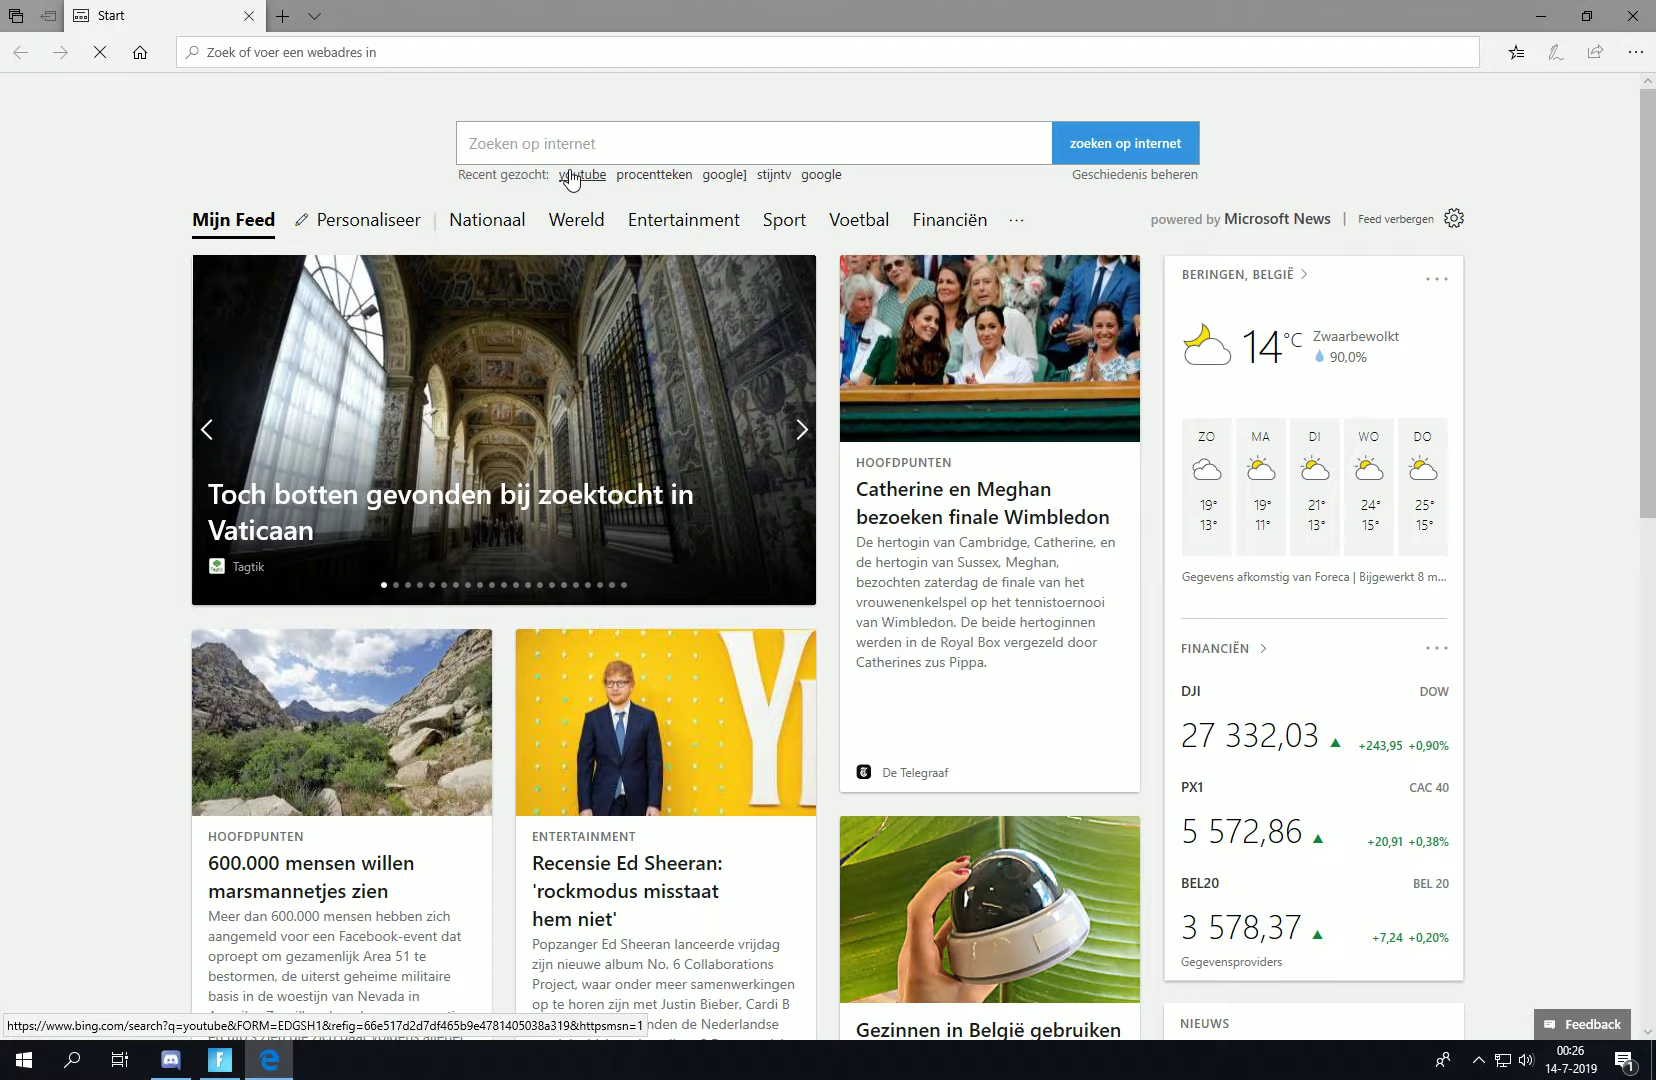 Start
Zoek of voer een webadres in
Zoeken op internet
zoeken op internet
Recent gezocht: youtube procentteken google] stijntv google
Geschiedenis beheren
Mijn Feed
Personaliseer
Nationaal
Wereld
Entertainment
Sport
Voetbal
Financiën
powered by Microsoft News
Feed verbergen
Toch botten gevonden bij zoektocht in
Vaticaan
Tagtik
HOOFDPUNTEN
Catherine en Meghan
bezoeken finale Wimbledon
De hertogin van Cambridge, Catherine, en
de hertogin van Sussex, Meghan,
bezochten zaterdag de finale van het
vrouwenenkelspel op het tennistoernooi
van Wimbledon. De beide hertoginnen
werden in de Royal Box vergezeld door
Catherines zus Pippa.
De Telegraaf
BERINGEN, BELGIË
14°C
Zwaarbewolkt
90,0%
ZO MA DI WO DO
19° 19° 21° 24° 25°
13° 11° 13° 15° 15°
Gegevens afkomstig van Foreca | Bijgewerkt 8 m...
FINANCIËN
DJI DOW
27 332,03 +243,95 +0,90%
PX1 CAC 40
5 572,86 +20,91 +0,38%
BEL20 BEL 20
3 578,37 +7,24 +0,20%
Gegevensproviders
HOOFDPUNTEN
600.000 mensen willen
marsmannetjes zien
Meer dan 600.000 mensen hebben zich
aangemeld voor een Facebook-event dat
oproept om gezamenlijk Area 51 te
bestormen, de uiterst geheime militaire
basis in de woestijn van Nevada in
ENTERTAINMENT
Recensie Ed Sheeran:
'rockmodus misstaat
hem niet'
Popzanger Ed Sheeran lanceerde vrijdag
zijn nieuwe album No. 6 Collaborations
Project, waar onder meer samenwerkingen
op te horen zijn met Justin Bieber, Cardi B
nden de Nederlandse
Gezinnen in België gebruiken
NIEUWS
Feedback
https://www.bing.com/search?q=youtube&FORM=EDGSH1&refig=66e517d2d7df465b9e4781405038a319&httpsmsn=1
00:26
14-7-2019
1